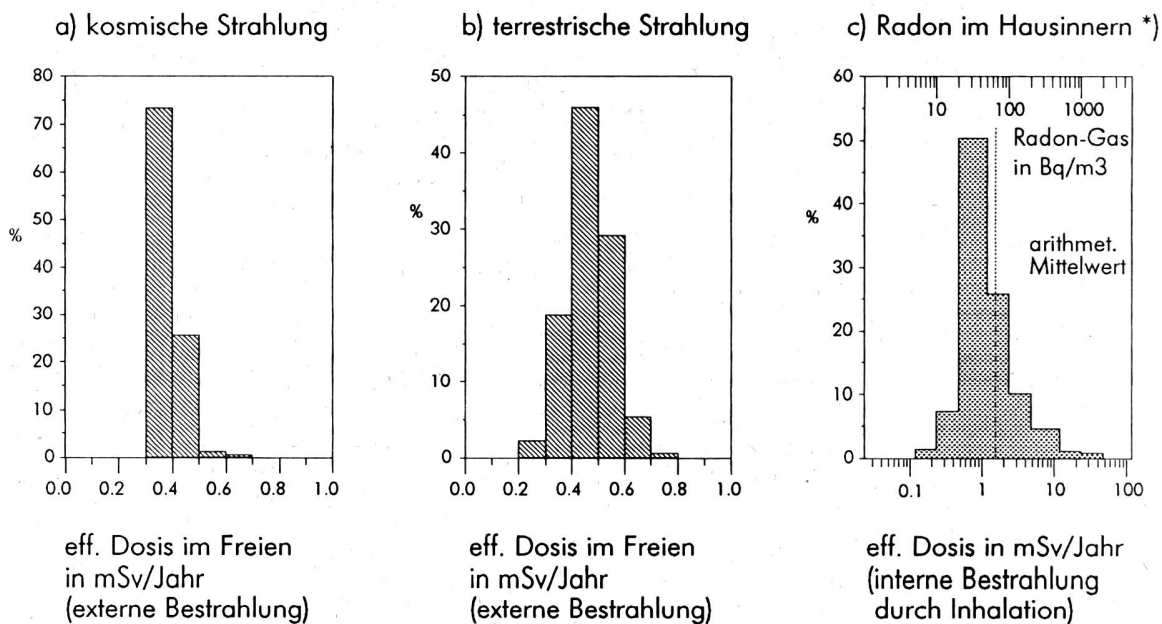 a) kosmische Strahlung
80
70
60
50
40
30
20
10
0
%
0.0 0.2 0.4 0.6 0.8 1.0
eff. Dosis im Freien
in mSv/Jahr
(externe Bestrahlung)
b) terrestrische Strahlung
50
40
30
20
10
0
%
0.0 0.2 0.4 0.6 0.8 1.0
eff. Dosis im Freien
in mSv/Jahr
(externe Bestrahlung)
c) Radon im Hausinnern *)
60
50
40
30
20
10
0
%
10 100 1000
Radon-Gas
in Bq/m3
arithmet.
Mittelwert
0.1 1 10 100
eff. Dosis in mSv/Jahr
(interne Bestrahlung
durch Inhalation)